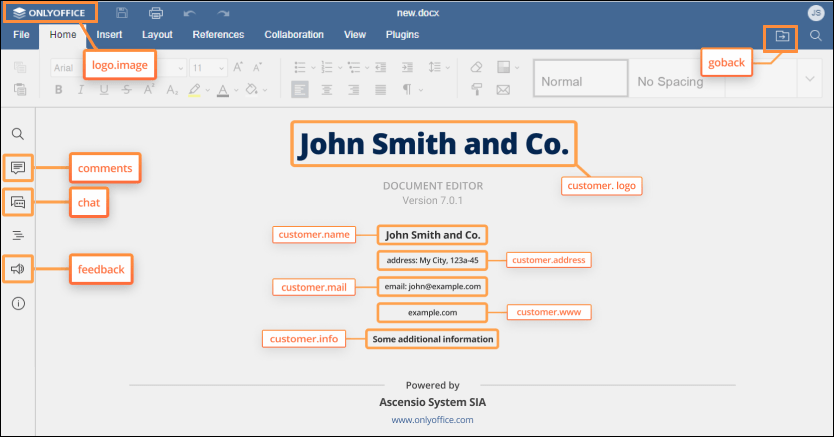 ONLYOFFICE
new.docx
JS
File Home Insert Layout References Collaboration View Plugins
logo.image
goback
Arial 11 A A
B I U S A² A₂ A
Normal
No Spacing
John Smith and Co.
customer. logo
comments
chat
feedback
DOCUMENT EDITOR
Version 7.0.1
customer.name John Smith and Co.
address: My City, 123a-45 customer.address
customer.mail email: john@example.com
example.com customer.www
customer.info Some additional information
Powered by
Ascensio System SIA
www.onlyoffice.com